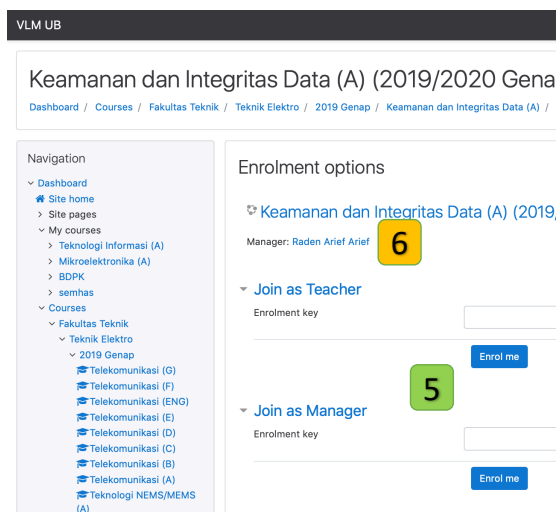 VLM UB
Keamanan dan Integritas Data (A) (2019/2020 Gena
Dashboard / Courses / Fakultas Teknik / Teknik Elektro / 2019 Genap / Keamanan dan Integritas Data (A) /
Navigation
Dashboard
Site home
Site pages
My courses
Teknologi Informasi (A)
Mikroelektronika (A)
BDPK
semhas
Courses
Fakultas Teknik
Teknik Elektro
2019 Genap
Telekomunikasi (G)
Telekomunikasi (F)
Telekomunikasi (ENG)
Telekomunikasi (E)
Telekomunikasi (D)
Telekomunikasi (C)
Telekomunikasi (B)
Telekomunikasi (A)
Teknologi NEMS/MEMS
(A)
Enrolment options
Keamanan dan Integritas Data (A) (2019,
Manager: Raden Arief Arief
6
Join as Teacher
Enrolment key
Enrol me
5
Join as Manager
Enrolment key
Enrol me